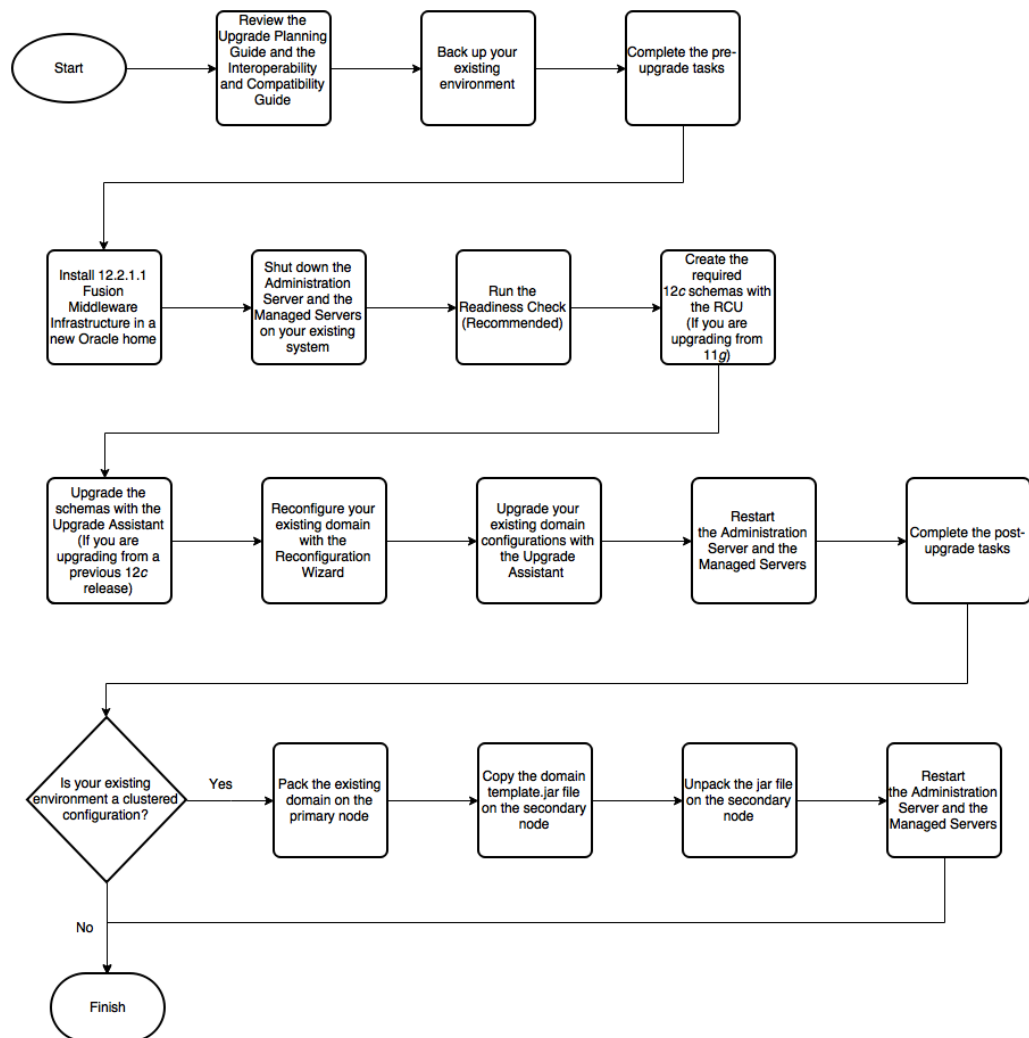 Start
Review the
Upgrade Planning
Guide and the
Interoperability
and Compatibility
Guide
Back up your
existing
environment
Complete the pre-
upgrade tasks
Install 12.2.1.1
Fusion
Middleware
Infrastructure in a
new Oracle home
Shut down the
Administration
Server and the
Managed Servers
on your existing
system
Run the
Readiness Check
(Recommended)
Create the
required
12c schemas with
the RCU
(If you are
upgrading from
11g)
Upgrade the
schemas with the
Upgrade Assistant
(If you are
upgrading from a
previous 12c
release)
Reconfigure your
existing domain
with the
Reconfiguration
Wizard
Upgrade your
existing domain
configurations with
the Upgrade
Assistant
Restart
the Administration
Server and the
Managed Servers
Complete the post-
upgrade tasks
Is your existing
environment a clustered
configuration?
Yes
Pack the existing
domain on the
primary node
Copy the domain
template.jar file
on the secondary
node
Unpack the jar file
on the secondary
node
Restart
the Administration
Server and the
Managed Servers
No
Finish